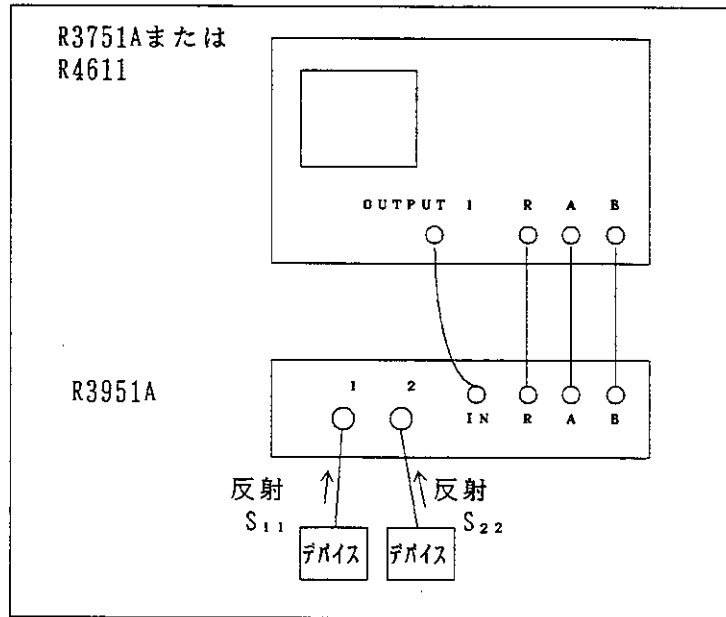 R3751Aまたは
R4611
OUTPUT 1 R A B
R3951A
1 2
IN R A B
反射 反射
S₁₁ S₂₂
デバイス デバイス